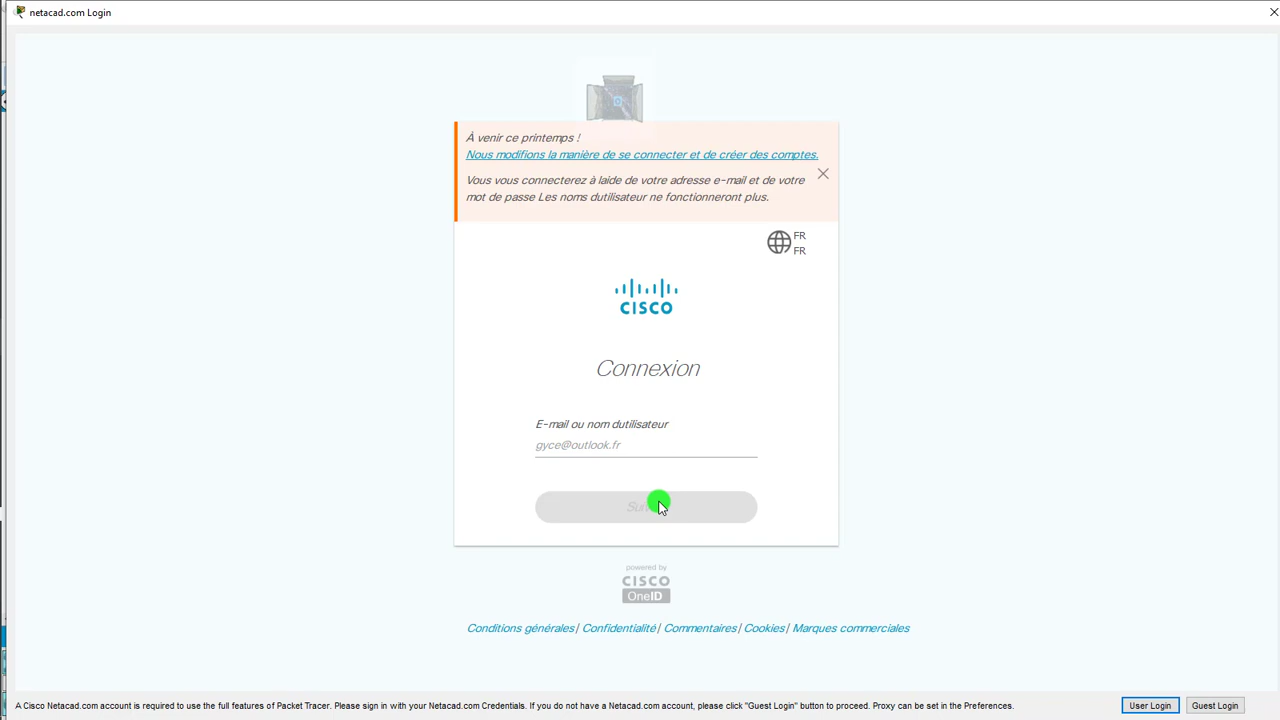 netacad.com Login
À venir ce printemps !
Nous modifions la manière de se connecter et de créer des comptes.
Vous vous connecterez à laide de votre adresse e-mail et de votre
mot de passe Les noms dutilisateur ne fonctionneront plus.
FR
FR
CISCO
Connexion
E-mail ou nom dutilisateur
gyce@outlook.fr
powered by
CISCO
OneID
Conditions générales| Confidentialité| Commentaires| Cookies| Marques commerciales
A Cisco Netacad.com account is required to use the full features of Packet Tracer. Please sign in with your Netacad.com Credentials. If you do not have a Netacad.com account, please click "Guest Login" button to proceed. Proxy can be set in the Preferences.
User Login
Guest Login